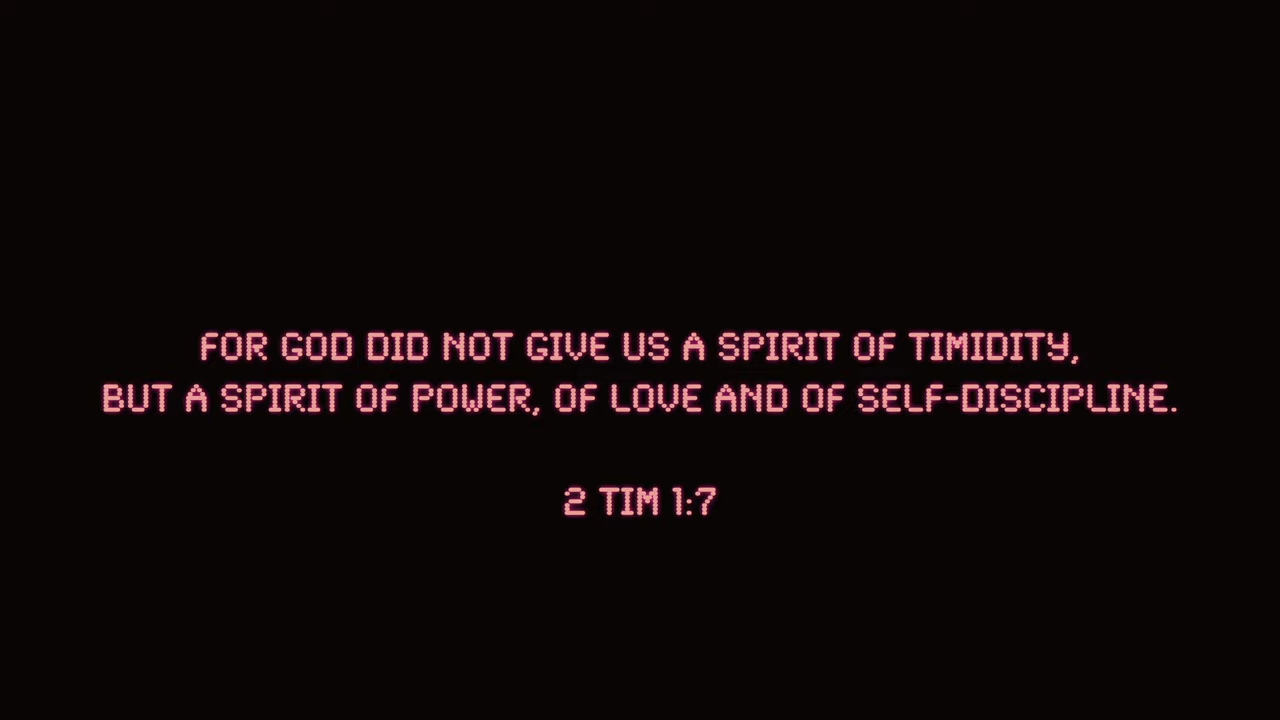 FOR GOD DID NOT GIVE US A SPIRIT OF TIMIDITY,
BUT A SPIRIT OF POWER, OF LOVE AND OF SELF-DISCIPLINE.
2 TIM 1:7